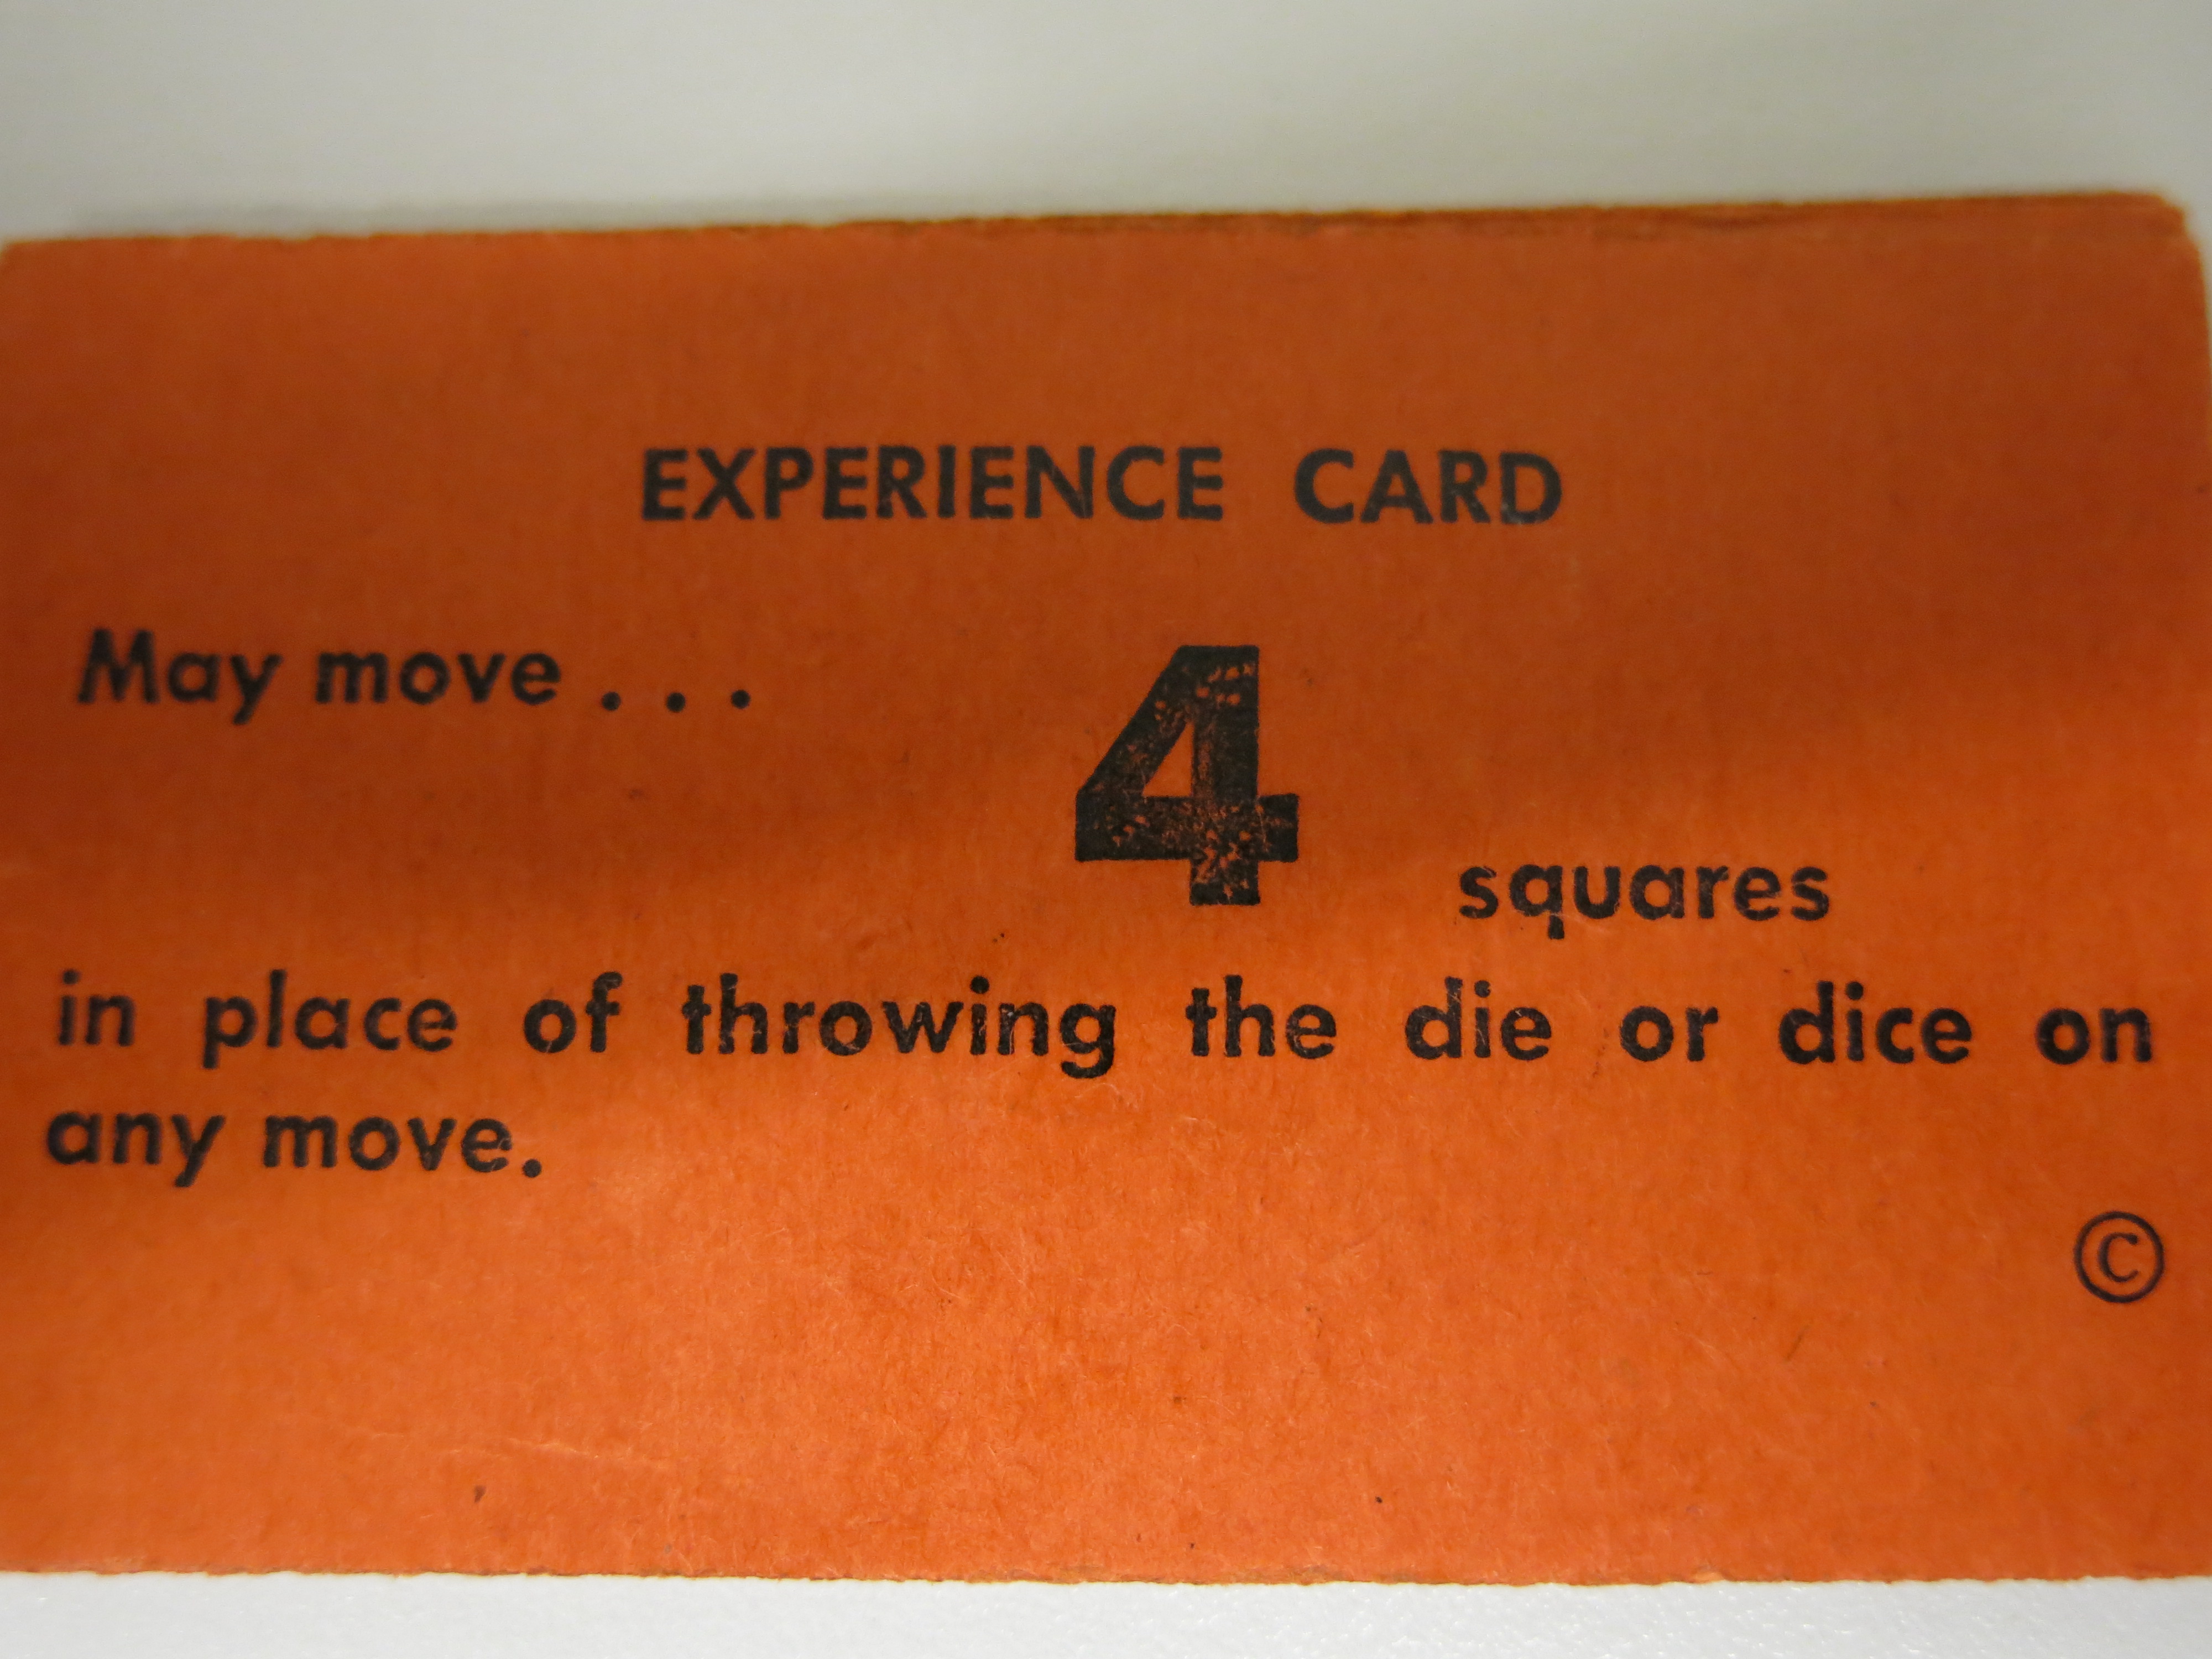 EXPERIENCE CARD
May move . . . 4 squares
in place of throwing the die or dice on
any move.
©